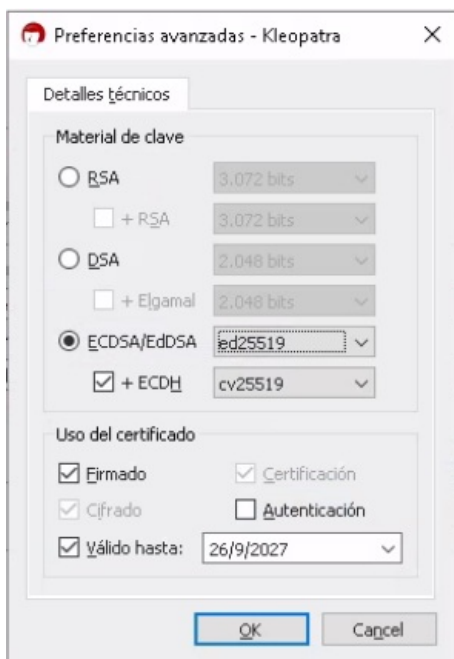 Preferencias avanzadas - Kleopatra
Detalles técnicos
Material de clave
RSA 3.072 bits
+ RSA 3.072 bits
DSA 2.048 bits
+ Elgamal 2.048 bits
ECDSA/EdDSA ed25519
+ ECDH cv25519
Uso del certificado
Firmado Certificación
Cifrado Autenticación
Válido hasta: 26/9/2027
OK Cancel